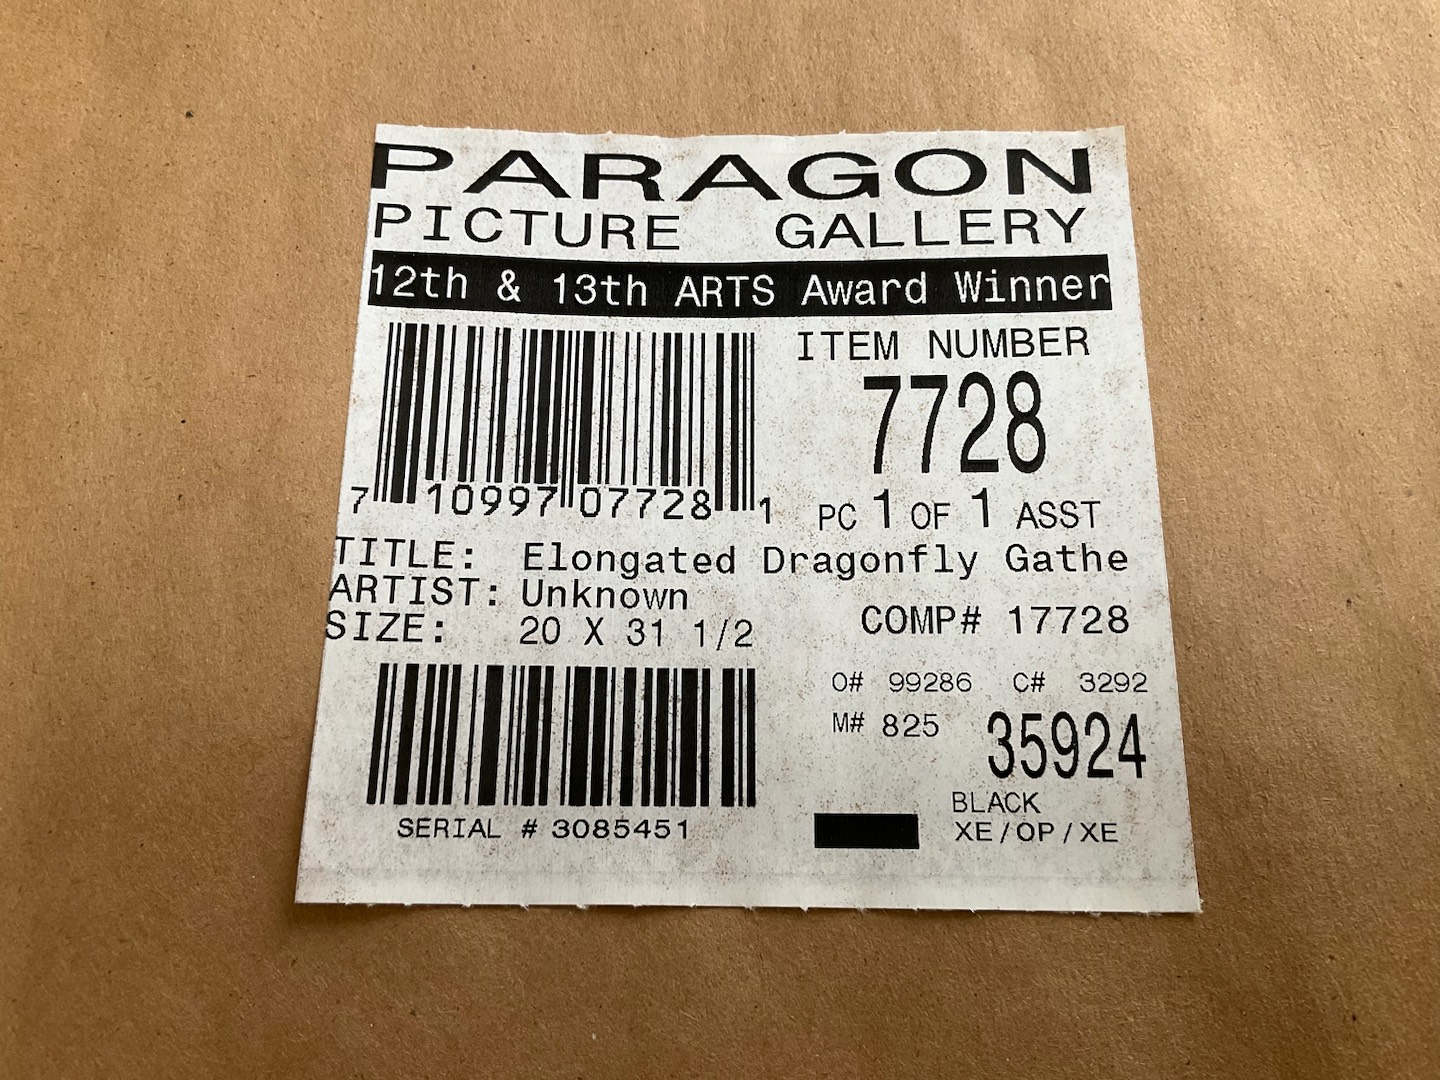 PARAGON
PICTURE GALLERY
12th & 13th ARTS Award Winner
ITEM NUMBER
7728
7 10997 07728 1
PC 1 OF 1 ASST
TITLE: Elongated Dragonfly Gathe
ARTIST: Unknown
SIZE: 20 X 31 1/2
COMP# 17728
O# 99286 C# 3292
M# 825 35924
BLACK
XE/OP/XE
SERIAL # 3085451